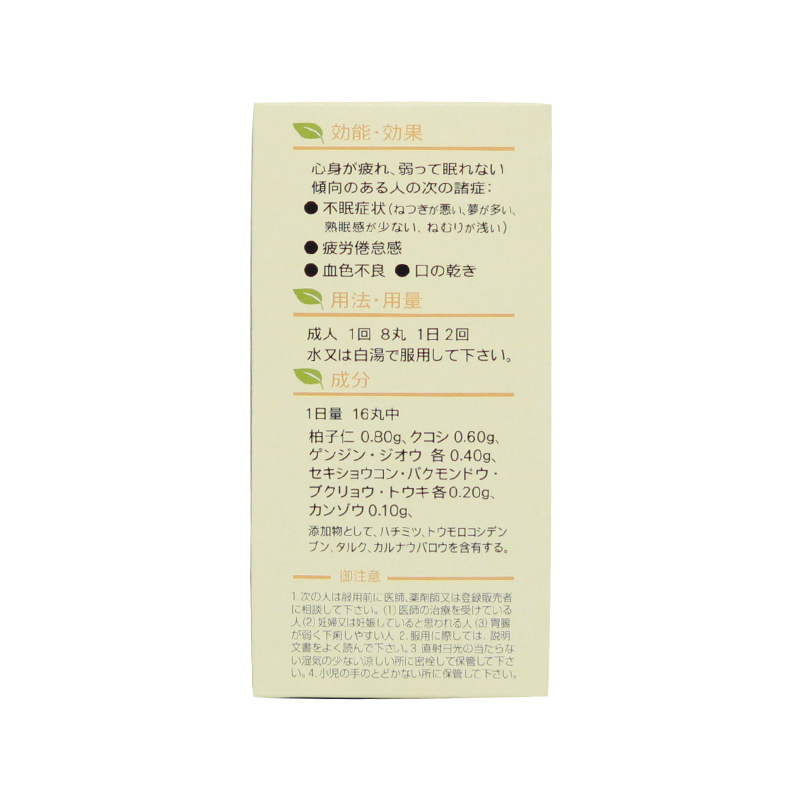 効能・効果
心身が疲れ、弱って眠れない
傾向のある人の次の諸症：
● 不眠症状（ねつきが悪い、夢が多い、
熟眠感が少ない、ねむりが浅い）
● 疲労倦怠感
● 血色不良 ● 口の乾き
用法・用量
成人 1回 8丸 1日2回
水又は白湯で服用して下さい。
成分
1日量 16丸中
柏子仁 0.80g、クコシ 0.60g、
ゲンジン・ジオウ 各 0.40g、
セキショウコン・バクモンドウ・
ブクリョウ・トウキ各0.20g、
カンゾウ0.10g、
添加物として、ハチミツ、トウモロコシデン
プン、タルク、カルナウバロウを含有する。
御注意
1.次の人は服用前に医師、薬剤師又は登録販売者
に相談して下さい。(1)医師の治療を受けている
人(2)妊婦又は妊娠していると思われる人(3)胃腸
が弱く下痢しやすい人 2.服用に際しては、説明
文書をよく読んで下さい。3.直射日光の当たらな
い湿気の少ない涼しい所に密栓して保管して下さ
い。4.小児の手のとどかない所に保管して下さい。